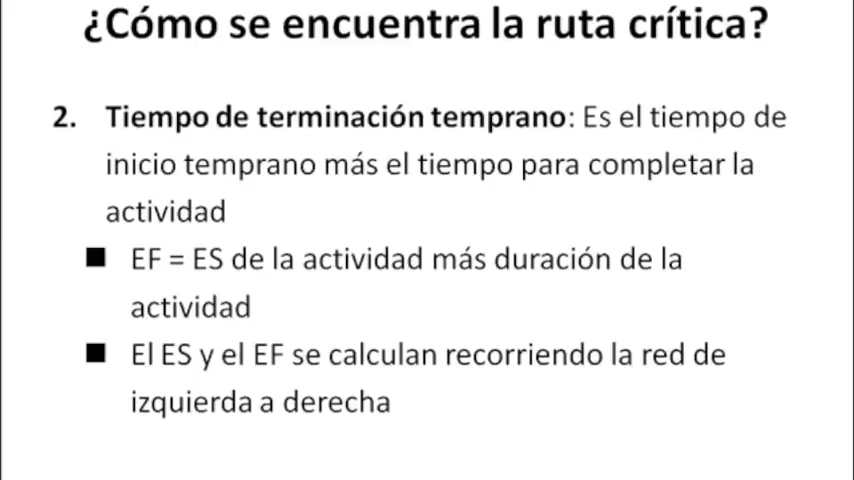 ¿Cómo se encuentra la ruta crítica?
2. Tiempo de terminación temprano: Es el tiempo de
inicio temprano más el tiempo para completar la
actividad
■ EF = ES de la actividad más duración de la
actividad
■ El ES y el EF se calculan recorriendo la red de
izquierda a derecha